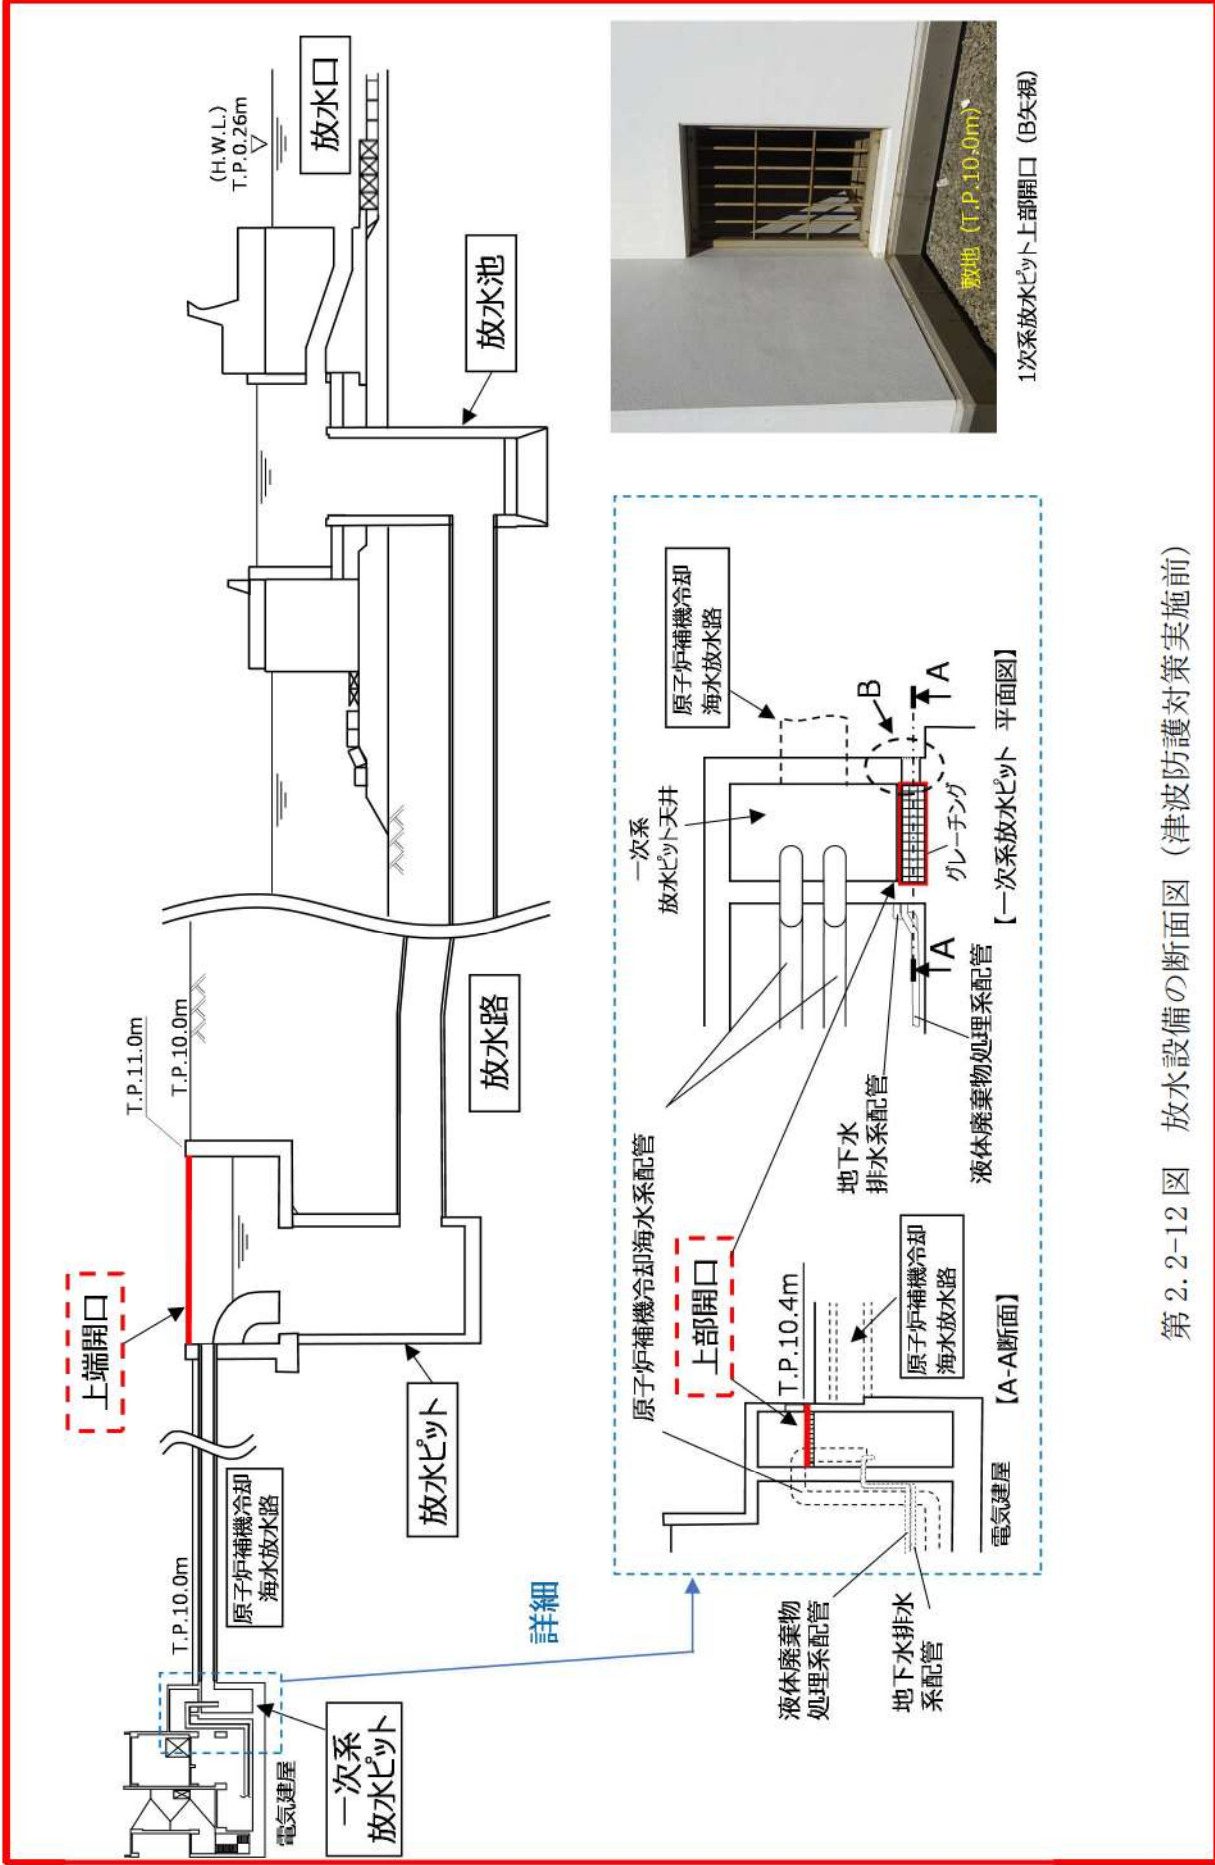 上端開口
T.P.11.0m
T.P.10.0m
(H.W.L.)
T.P.0.26m
放水口
T.P.10.0m
原子炉補機冷却
海水放水路
電気建屋
一次系
放水ピット
放水ピット
放水路
放水池
詳細
原子炉補機冷却海水系配管
上部開口
T.P.10.4m
原子炉補機冷却
海水放水路
液体廃棄物
処理系配管
地下水排水
系配管
電気建屋
【A-A断面】
一次系
放水ピット天井
原子炉補機冷却
海水放水路
B
A
A
グレーチング
地下水
排水系配管
液体廃棄物処理系配管
【一次系放水ピット 平面図】
敷地（T.P.10.0m）
1次系放水ピット上部開口（B矢視）
第2.2-12図 放水設備の断面図（津波防護対策実施前）